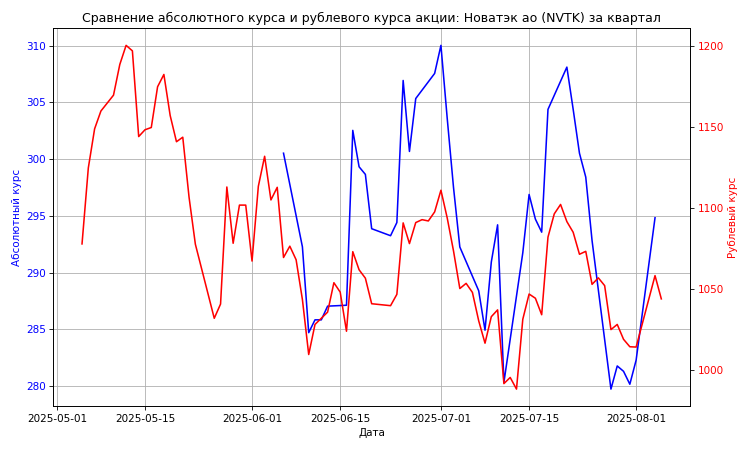 Сравнение абсолютного курса и рублевого курса акции: Новатэк ао (NVTK) за квартал
310
305
300
295
290
285
280
Абсолютный курс
1200
1150
1100
1050
1000
Рублевый курс
2025-05-01 2025-05-15 2025-06-01 2025-06-15 2025-07-01 2025-07-15 2025-08-01
Дата